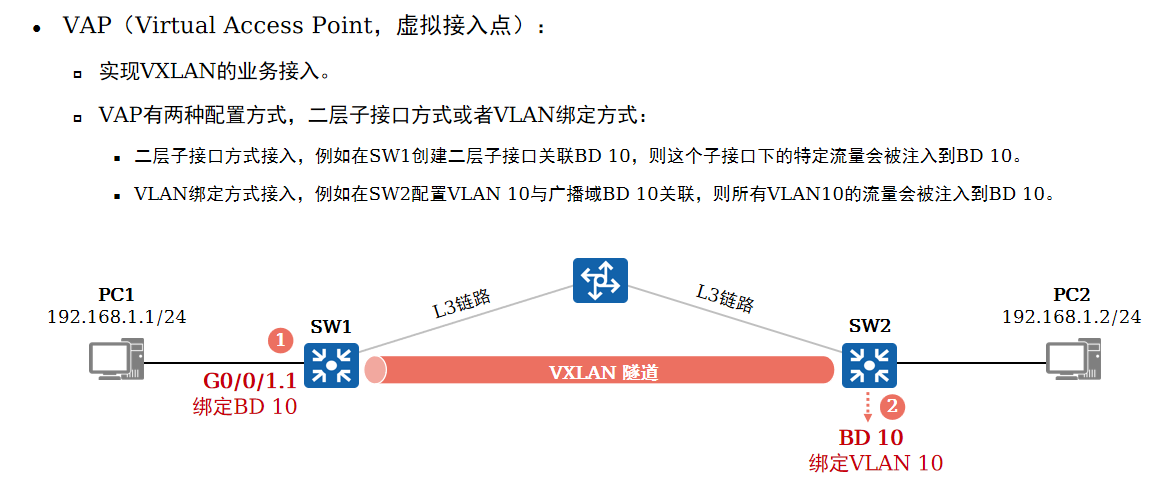 VAP（Virtual Access Point，虚拟接入点）：
实现VXLAN的业务接入。
VAP有两种配置方式，二层子接口方式或者VLAN绑定方式：
二层子接口方式接入，例如在SW1创建二层子接口关联BD 10，则这个子接口下的特定流量会被注入到BD 10。
VLAN绑定方式接入，例如在SW2配置VLAN 10与广播域BD 10关联，则所有VLAN10的流量会被注入到BD 10。
L3链路
L3链路
PC1
192.168.1.1/24
PC2
192.168.1.2/24
1
SW1
SW2
VXLAN 隧道
G0/0/1.1
绑定BD 10
2
BD 10
绑定VLAN 10